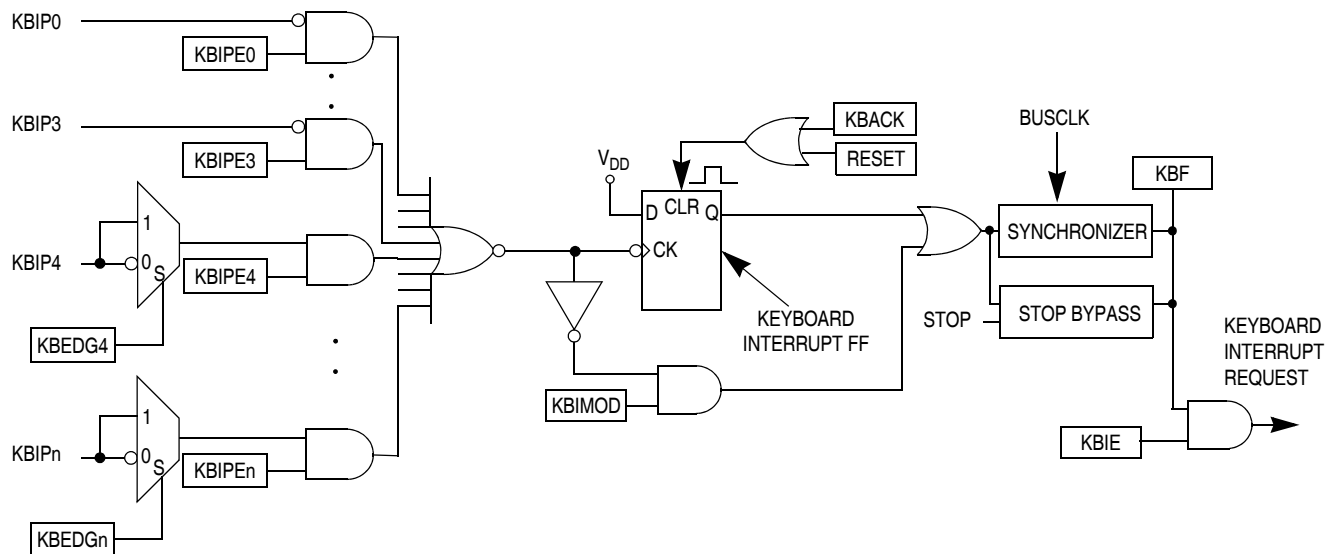 KBIP0
KBIPE0
KBIP3
KBIPE3
1
0
S
KBIP4
KBIPE4
KBEDG4
1
0
S
KBIPn
KBIPEn
KBEDGn
VDD
D
CLR
Q
CK
KBACK
RESET
KEYBOARD
INTERRUPT FF
KBIMOD
BUSCLK
KBF
SYNCHRONIZER
STOP
STOP BYPASS
KEYBOARD
INTERRUPT
REQUEST
KBIE